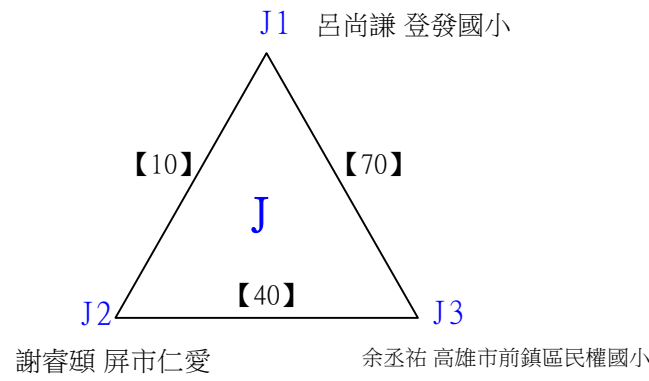 J1 呂尚謙 登發國小
【10】 【70】
J
【40】
J2 J3
謝睿頲 屏市仁愛 余丞祐 高雄市前鎮區民權國小